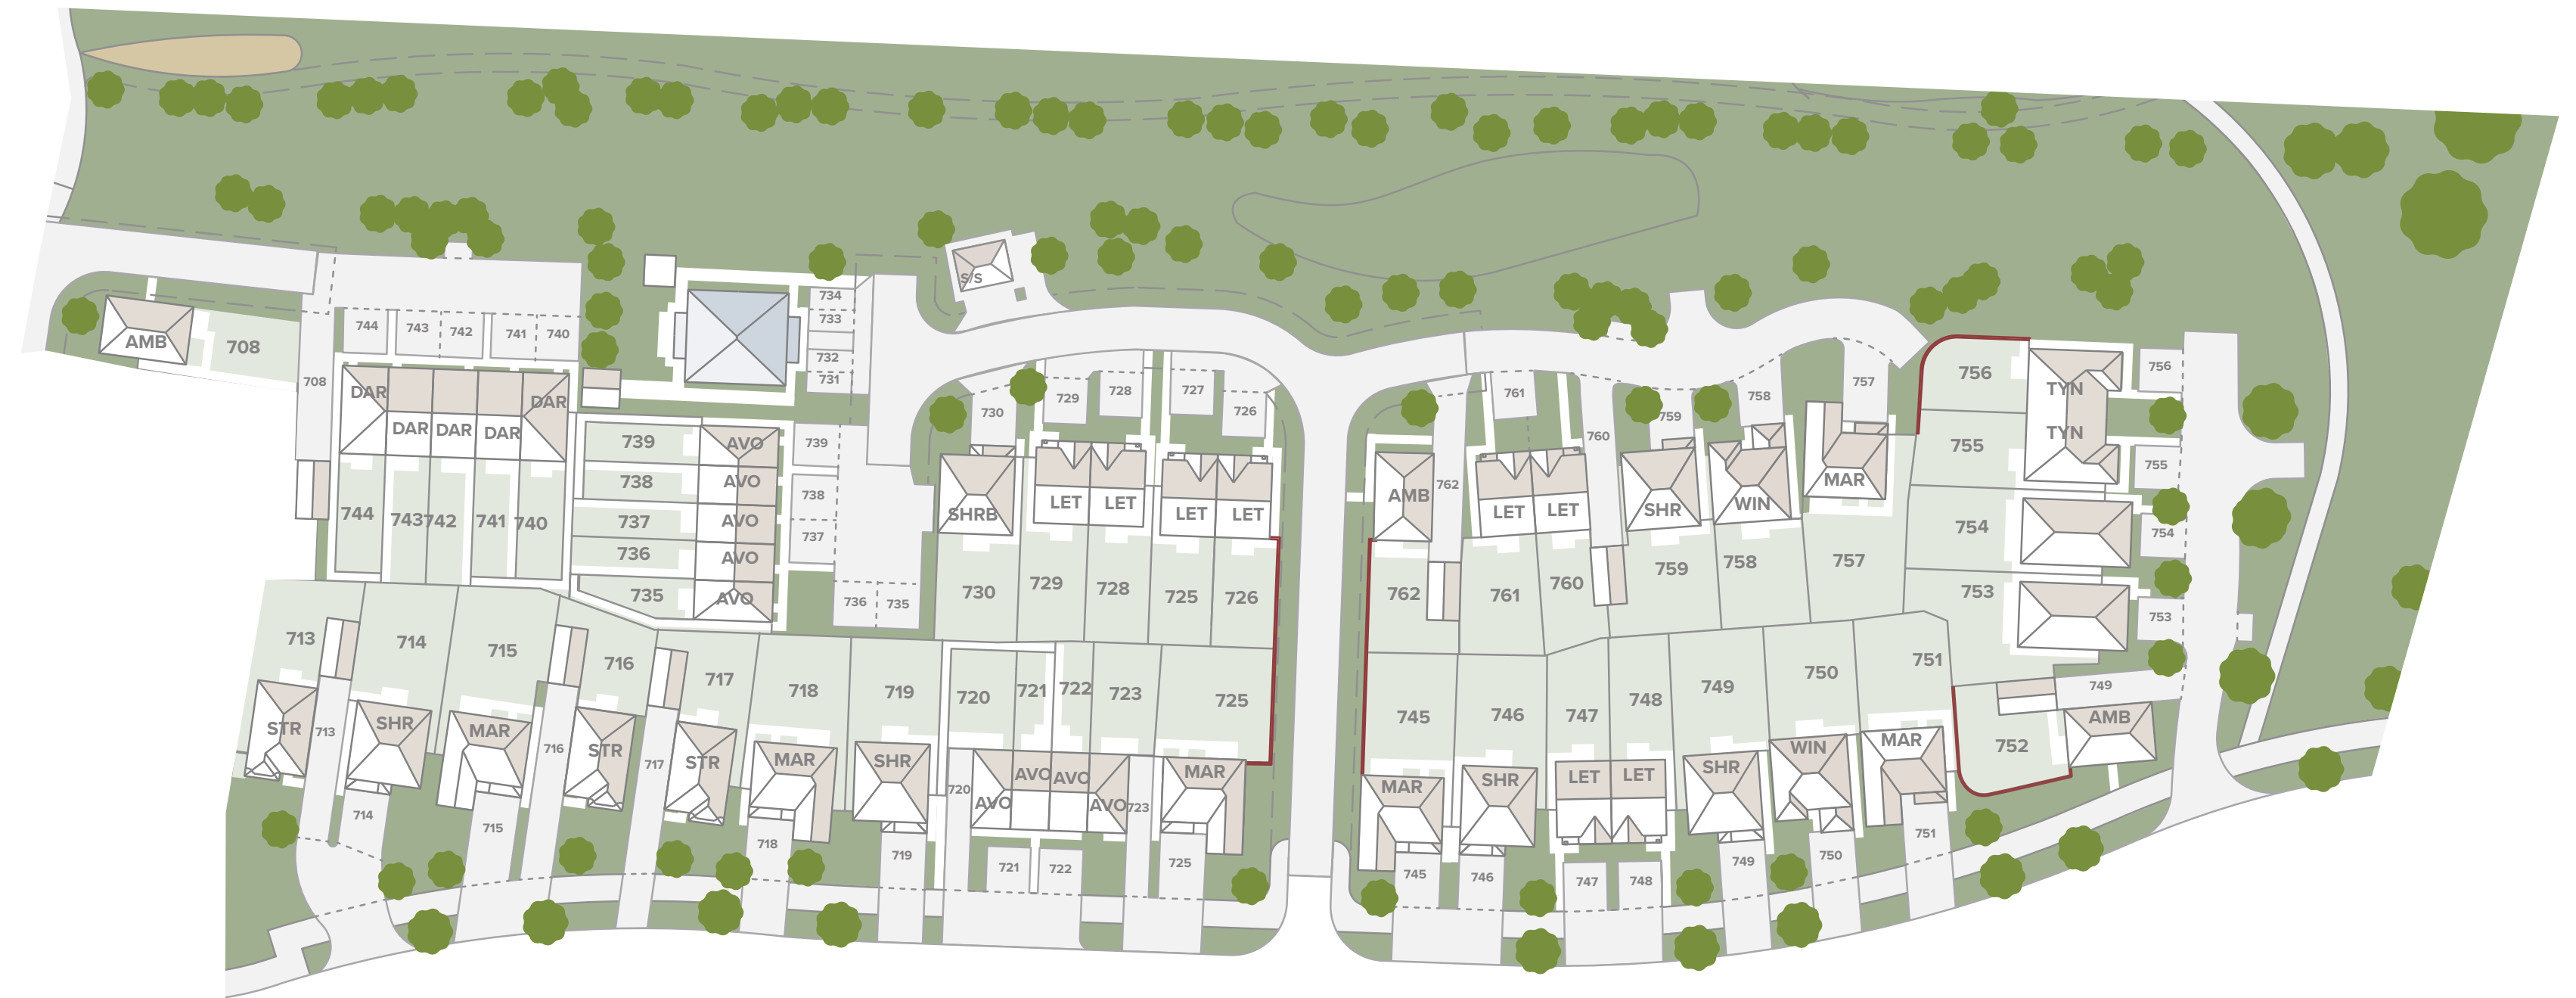 S/S
734
733
732
731
744
743
742
741
740
AMB
708
708
DAR
DAR
DAR
DAR
DAR
744
743
742
741
740
739
738
737
736
735
AVO
AVO
AVO
AVO
AVO
739
738
737
736
735
730
729
728
727
726
SHRB
LET
LET
LET
LET
730
729
728
725
726
762
AMB
762
761
760
759
758
757
LET
LET
SHR
WIN
MAR
761
760
759
758
757
756
755
754
753
TYN
TYN
756
755
754
753
749
AMB
752
713
714
715
716
717
718
719
720
721
722
723
725
STR
713
SHR
MAR
716
STR
717
STR
MAR
SHR
720
AVO
AVO
AVO
AVO
723
MAR
714
715
718
719
721
722
725
745
746
747
748
749
750
751
MAR
SHR
LET
LET
SHR
WIN
MAR
745
746
747
748
749
750
751